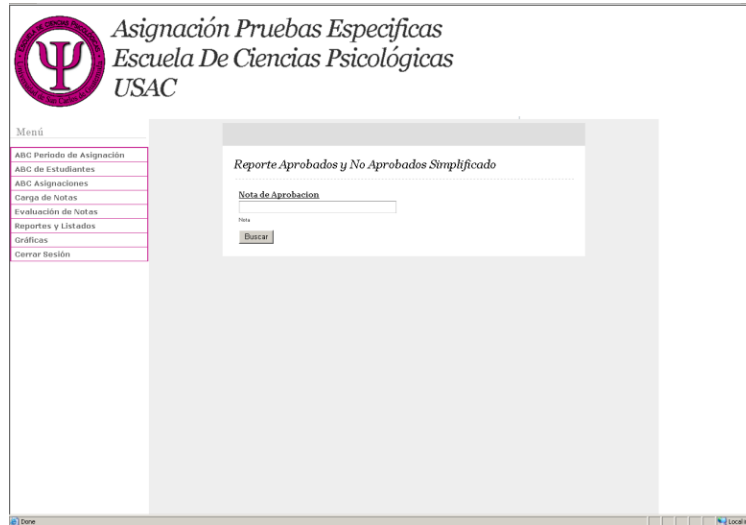 Asignación Pruebas Especificas
Escuela De Ciencias Psicológicas
USAC
Menú
ABC Periodo de Asignación
ABC de Estudiantes
ABC Asignaciones
Carga de Notas
Evaluación de Notas
Reportes y Listados
Gráficas
Cerrar Sesión
Reporte Aprobados y No Aprobados Simplificado
Nota de Aprobacion
Nota
Buscar
Done
Local